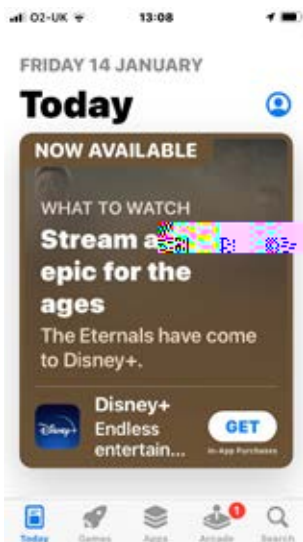 O2-UK 13:08
FRIDAY 14 JANUARY
Today
NOW AVAILABLE
WHAT TO WATCH
Stream
epic for the
ages
The Eternals have come
to Disney+.
Disney+
Disney+
Endless
entertain...
GET
In-App Purchases
1
Today Games Apps Arcade Search